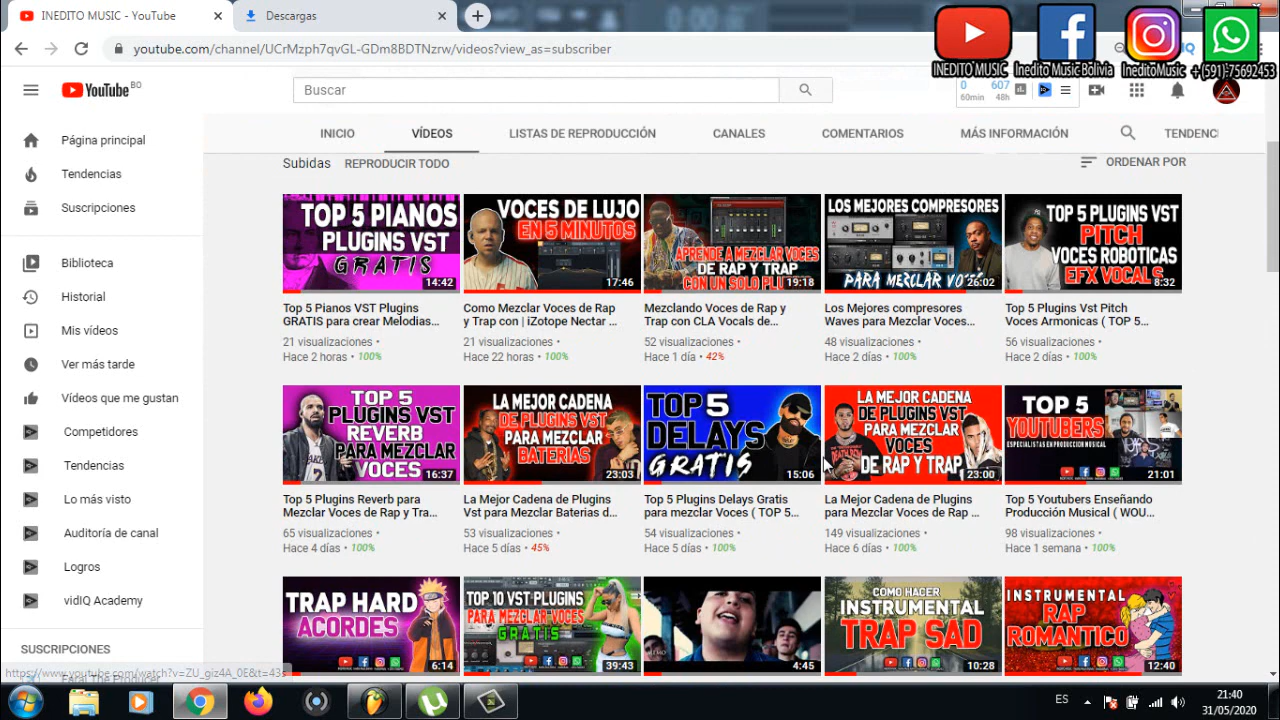 INEDITO MUSIC - YouTube
Descargas
youtube.com/channel/UCrMzph7qvGL-GDm8BDTNzrw/videos?view_as=subscriber
INEDITO MUSIC
Inedito Music Bolivia
IneditoMusic
+(591)-75692453
YouTube BO
Buscar
0 607
60min 48h
INICIO VÍDEOS LISTAS DE REPRODUCCIÓN CANALES COMENTARIOS MÁS INFORMACIÓN TENDENCI
Página principal
Tendencias
Suscripciones
Biblioteca
Historial
Mis vídeos
Ver más tarde
Vídeos que me gustan
Competidores
Tendencias
Lo más visto
Auditoría de canal
Logros
vidIQ Academy
SUSCRIPCIONES
https://www.youtube.com/watch?v=ZU_giz4A_0E&t=43s
Subidas REPRODUCIR TODO
ORDENAR POR
TOP 5 PIANOS
PLUGINS VST
GRATIS
14:42
Top 5 Pianos VST Plugins
GRATIS para crear Melodias...
21 visualizaciones •
Hace 2 horas • 100%
VOCES DE LUJO
EN 5 MINUTOS
17:46
Como Mezclar Voces de Rap
y Trap con | iZotope Nectar ...
21 visualizaciones •
Hace 22 horas • 100%
APRENDE A MEZCLAR VOCES
DE RAP Y TRAP
CON UN SOLO
19:18
Mezclando Voces de Rap y
Trap con CLA Vocals de...
52 visualizaciones •
Hace 1 día • 42%
LOS MEJORES COMPRESORES
PARA MEZCLAR
26:02
Los Mejores compresores
Waves para Mezclar Voces...
48 visualizaciones •
Hace 2 días • 100%
TOP 5 PLUGINS VST
PITCH
VOCES ROBOTICAS
EFX VOCALS
8:32
Top 5 Plugins Vst Pitch
Voces Armonicas ( TOP 5...
56 visualizaciones •
Hace 2 días • 100%
TOP 5
PLUGINS VST
REVERB
PARA MEZCLAR
VOCES
16:37
Top 5 Plugins Reverb para
Mezclar Voces de Rap y Tra...
65 visualizaciones •
Hace 4 días • 100%
LA MEJOR CADENA
DE PLUGINS VST
PARA MEZCLAR
BATERIAS
23:03
La Mejor Cadena de Plugins
Vst para Mezclar Baterias d...
53 visualizaciones •
Hace 5 días • 45%
TOP 5
DELAYS
GRATIS
15:06
Top 5 Plugins Delays Gratis
para mezclar Voces ( TOP 5...
54 visualizaciones •
Hace 5 días • 100%
LA MEJOR CADENA
DE PLUGINS VST
PARA MEZCLAR
VOCES
DE RAP Y TRAP
23:00
La Mejor Cadena de Plugins
para Mezclar Voces de Rap ...
149 visualizaciones •
Hace 6 días • 100%
TOP 5
YOUTUBERS
ESPECIALISTAS EN PRODUCCION MUSICAL
21:01
Top 5 Youtubers Enseñando
Producción Musical ( WOU...
98 visualizaciones •
Hace 1 semana • 100%
TRAP HARD
ACORDES
6:14
TOP 10 VST PLUGINS
PARA MEZCLAR VOCES
GRATIS
39:43
4:45
COMO HACER
INSTRUMENTAL
TRAP SAD
10:28
INSTRUMENTAL
RAP
ROMANTICO
12:40
ES
21:40
31/05/2020